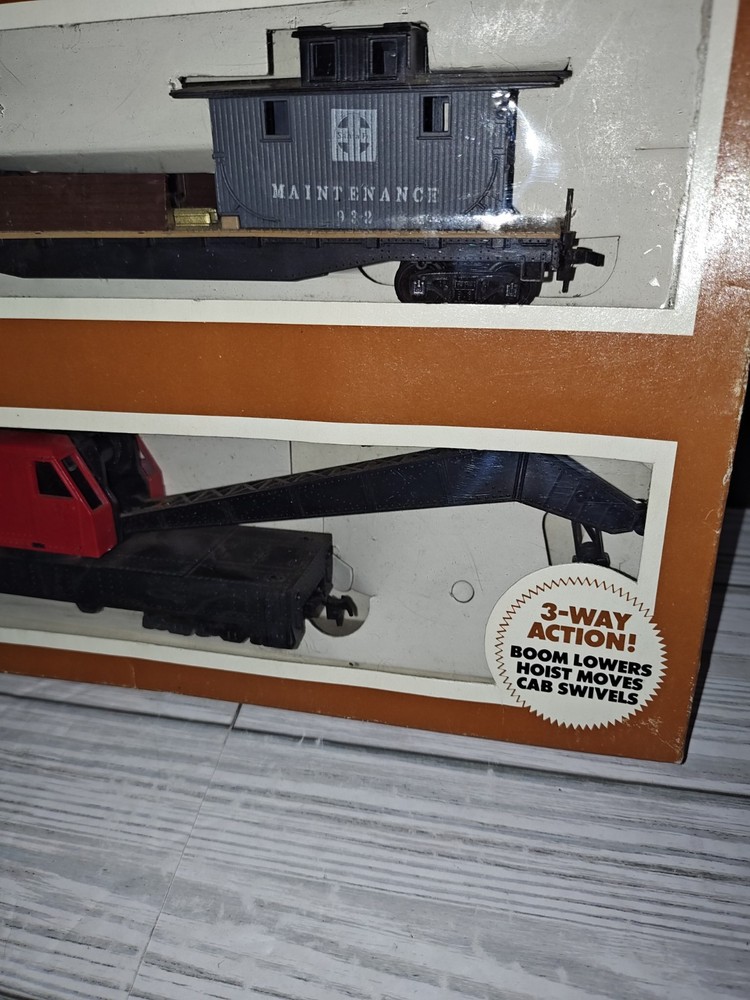 MAINTENANCE
932
3-WAY
ACTION!
BOOM LOWERS
HOIST MOVES
CAB SWIVELS